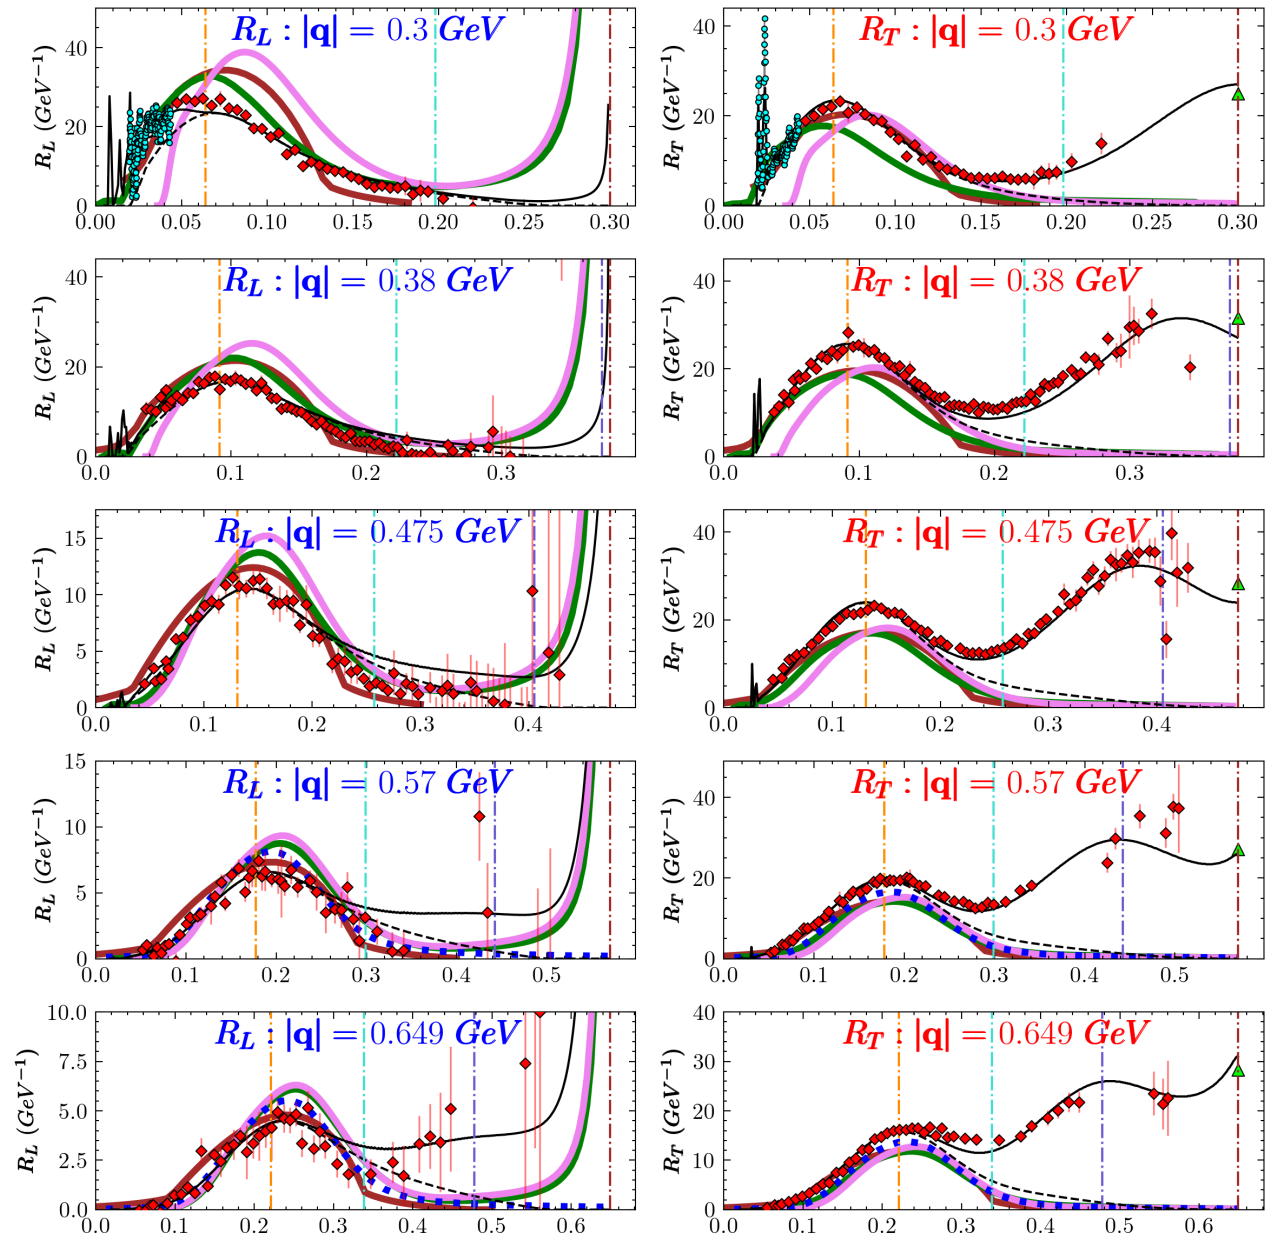 R_L : |q| = 0.3 GeV
R_L (GeV⁻¹)
40
20
0
0.00 0.05 0.10 0.15 0.20 0.25 0.30
R_T : |q| = 0.3 GeV
R_T (GeV⁻¹)
40
20
0
0.00 0.05 0.10 0.15 0.20 0.25 0.30
R_L : |q| = 0.38 GeV
R_L (GeV⁻¹)
40
20
0
0.0 0.1 0.2 0.3
R_T : |q| = 0.38 GeV
R_T (GeV⁻¹)
40
20
0
0.0 0.1 0.2 0.3
R_L : |q| = 0.475 GeV
R_L (GeV⁻¹)
15
10
5
0
0.0 0.1 0.2 0.3 0.4
R_T : |q| = 0.475 GeV
R_T (GeV⁻¹)
40
20
0
0.0 0.1 0.2 0.3 0.4
R_L : |q| = 0.57 GeV
R_L (GeV⁻¹)
15
10
5
0
0.0 0.1 0.2 0.3 0.4 0.5
R_T : |q| = 0.57 GeV
R_T (GeV⁻¹)
40
20
0
0.0 0.1 0.2 0.3 0.4 0.5
R_L : |q| = 0.649 GeV
R_L (GeV⁻¹)
10.0
7.5
5.0
2.5
0.0
0.0 0.1 0.2 0.3 0.4 0.5 0.6
R_T : |q| = 0.649 GeV
R_T (GeV⁻¹)
40
30
20
10
0
0.0 0.1 0.2 0.3 0.4 0.5 0.6